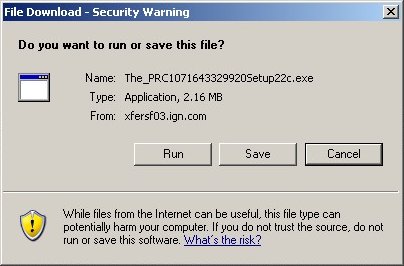 File Download - Security Warning
Do you want to run or save this file?
Name: The_PRC1071643329920Setup22c.exe
Type: Application, 2.16 MB
From: xfersf03.ign.com
Run Save Cancel
While files from the Internet can be useful, this file type can
potentially harm your computer. If you do not trust the source, do not
run or save this software. What's the risk?